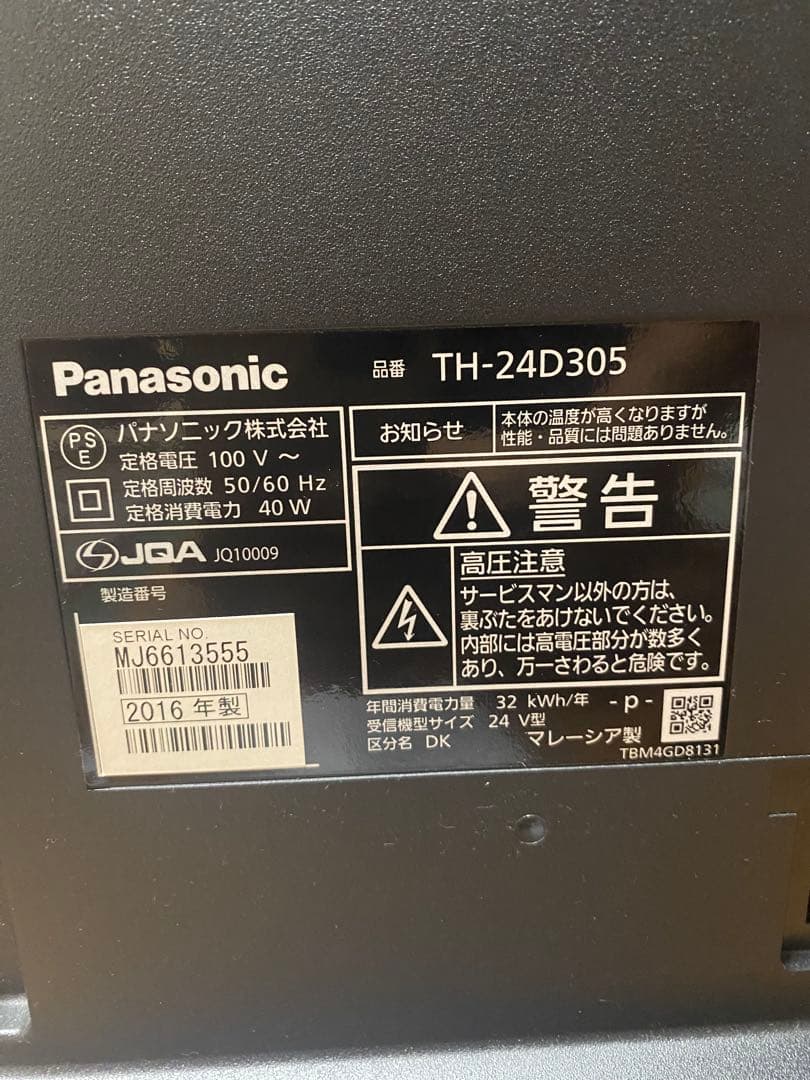 Panasonic
品番 TH-24D305
PS
E
パナソニック株式会社
定格電圧 100 V ～
定格周波数 50/60 Hz
定格消費電力 40 W
JQA JQ10009
製造番号
SERIAL NO.
MJ6613555
2016 年製
お知らせ
本体の温度が高くなりますが
性能・品質には問題ありません。
警告
高圧注意
サービスマン以外の方は、
裏ぶたをあけないでください。
内部には高電圧部分が数多く
あり、万一さわると危険です。
年間消費電力量 32 kWh/年 -p-
受信機型サイズ 24 V型
区分名 DK マレーシア製
TBM4GD8131